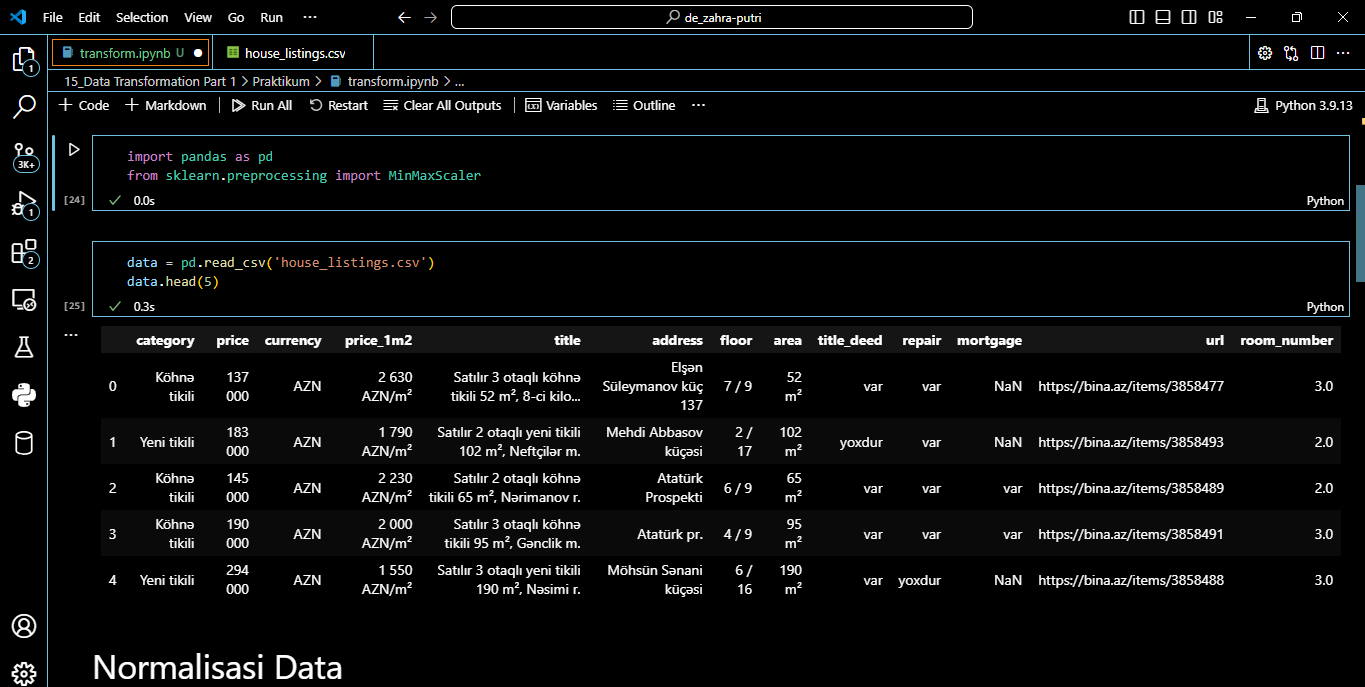 File Edit Selection View Go Run ··· de_zahra-putri
transform.ipynb U house_listings.csv
15_Data Transformation Part 1 > Praktikum > transform.ipynb > ...
Code Markdown Run All Restart Clear All Outputs Variables Outline ··· Python 3.9.13
1
3K+
1
2
import pandas as pd
from sklearn.preprocessing import MinMaxScaler
[24] 0.0s Python
data = pd.read_csv('house_listings.csv')
data.head(5)
[25] 0.3s Python
...
category price currency price_1m2 title address floor area title_deed repair mortgage url room_number
0 Köhnə tikili 137 000 AZN 2 630 AZN/m² Satılır 3 otaqlı köhnə tikili 52 m², 8-ci kilo... Elşən Süleymanov küç 137 7 / 9 52 m² var var NaN https://bina.az/items/3858477 3.0
1 Yeni tikili 183 000 AZN 1 790 AZN/m² Satılır 2 otaqlı yeni tikili 102 m², Neftçilər m. Mehdi Abbasov küçəsi 2 / 17 102 m² yoxdur var NaN https://bina.az/items/3858493 2.0
2 Köhnə tikili 145 000 AZN 2 230 AZN/m² Satılır 2 otaqlı köhnə tikili 65 m², Nərimanov r. Atatürk Prospekti 6 / 9 65 m² var var var https://bina.az/items/3858489 2.0
3 Köhnə tikili 190 000 AZN 2 000 AZN/m² Satılır 3 otaqlı köhnə tikili 95 m², Gənclik m. Atatürk pr. 4 / 9 95 m² var var var https://bina.az/items/3858491 3.0
4 Yeni tikili 294 000 AZN 1 550 AZN/m² Satılır 3 otaqlı yeni tikili 190 m², Nəsimi r. Möhsün Sənani küçəsi 6 / 16 190 m² var yoxdur NaN https://bina.az/items/3858488 3.0
Normalisasi Data